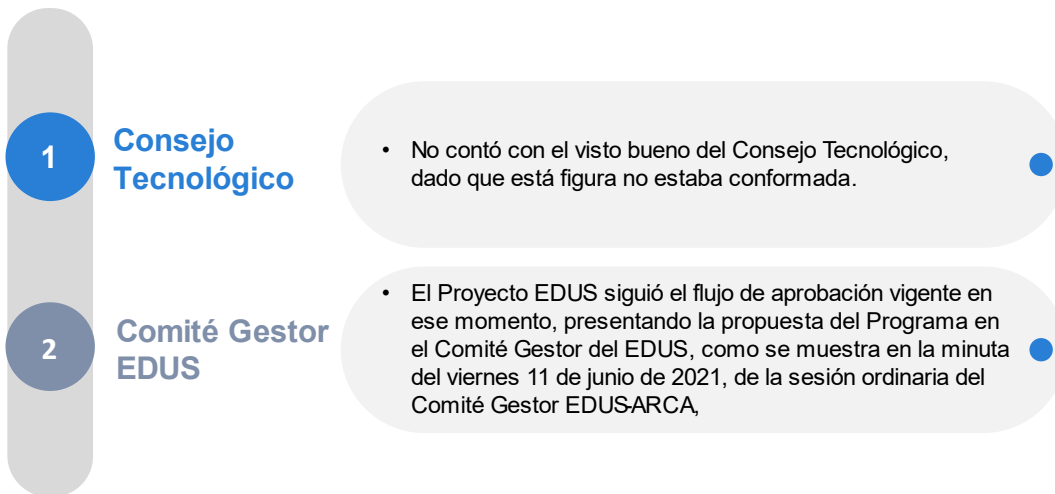 1
Consejo
Tecnológico
• No contó con el visto bueno del Consejo Tecnológico,
dado que está figura no estaba conformada.
2
Comité Gestor
EDUS
• El Proyecto EDUS siguió el flujo de aprobación vigente en
ese momento, presentando la propuesta del Programa en
el Comité Gestor del EDUS, como se muestra en la minuta
del viernes 11 de junio de 2021, de la sesión ordinaria del
Comité Gestor EDUS-ARCA,